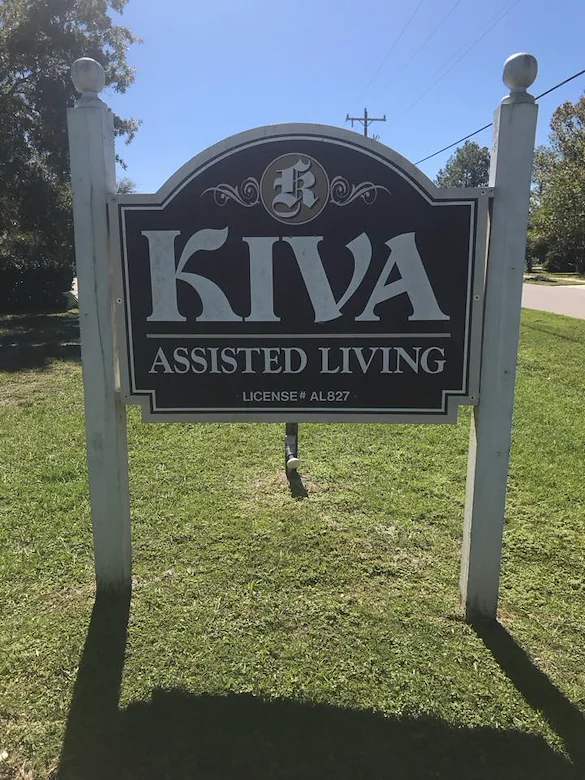 K
KIVA
ASSISTED LIVING
LICENSE# AL827